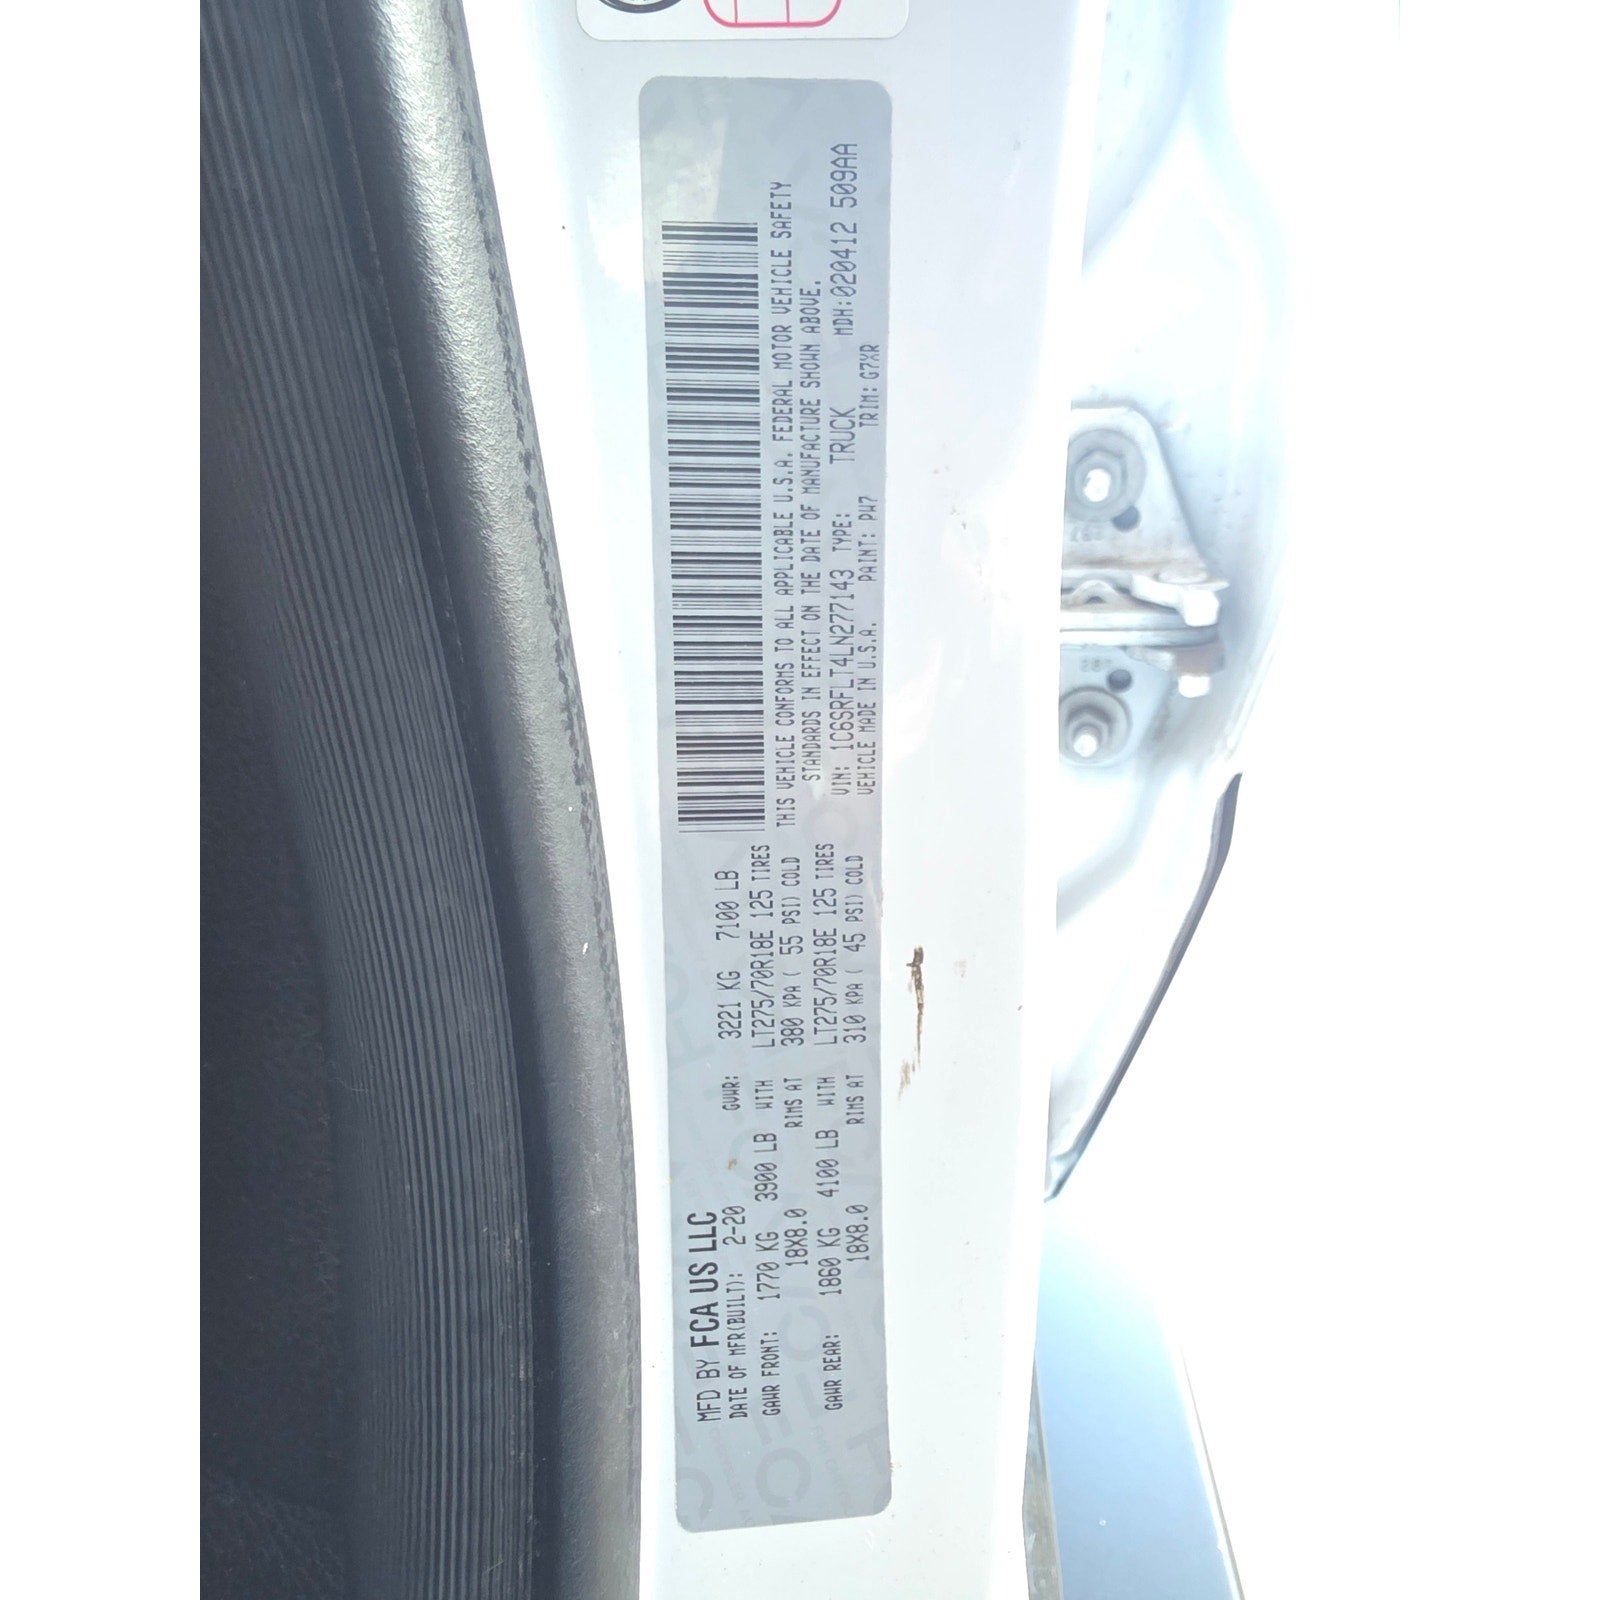 MFD BY FCA US LLC
DATE OF MFR(BUILT): 2-20 GVWR: 3221 KG 7100 LB
GAWR FRONT: 1770 KG 3900 LB WITH LT275/70R18E 125 TIRES
18X8.0 RIMS AT 380 KPA ( 55 PSI) COLD
GAWR REAR: 1860 KG 4100 LB WITH LT275/70R18E 125 TIRES
18X8.0 RIMS AT 310 KPA ( 45 PSI) COLD
THIS VEHICLE CONFORMS TO ALL APPLICABLE U.S.A. FEDERAL MOTOR VEHICLE SAFETY
STANDARDS IN EFFECT ON THE DATE OF MANUFACTURE SHOWN ABOVE.
VIN: 1C6SRFLT4LN277143 TYPE: TRUCK MDH:020412 509AA
VEHICLE MADE IN U.S.A. PAINT: PW7 TRIM: G7XR